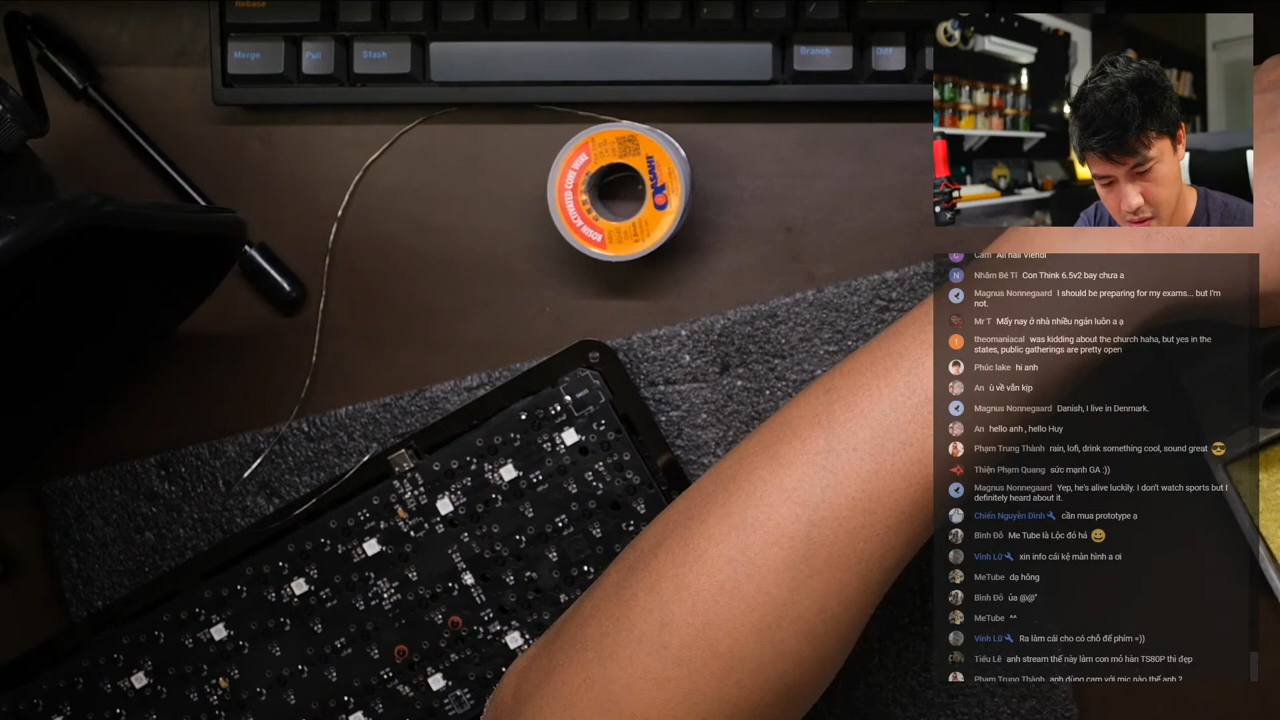 Rebase
Merge
Pull
Stash
Branch
Diff
ROSIN ACTIVATED CORE WIRE
ASAHI
Cam All hail Viendi
Nhăm Bé Tĩ Con Think 6.5v2 bay chưa a
Magnus Nonnegaard I should be preparing for my exams... but I'm
not.
Mr T Mấy nay ở nhà nhiều ngán luôn a ạ
theomaniacal was kidding about the church haha, but yes in the
states, public gatherings are pretty open
Phúc lake hi anh
An ù về vẫn kịp
Magnus Nonnegaard Danish, I live in Denmark.
An hello anh , hello Huy
Phạm Trung Thành rain, lofi, drink something cool, sound great 😎
Thiện Phạm Quang sức mạnh GA :))
Magnus Nonnegaard Yep, he's alive luckily. I don't watch sports but I
definitely heard about it.
Chiến Nguyễn Đình cần mua prototype ạ
Bình Đỗ Me Tube là Lộc đó hả 😀
Vinh Lữ xin info cái kệ màn hình a ơi
MeTube dạ hông
Bình Đỗ ủa @@"
MeTube ^^
Vinh Lữ Ra làm cái cho có chỗ để phím =))
Tiều Lê anh stream thế này làm con mỏ hàn TS80P thì đẹp
Phạm Trung Thành anh dùng cam với mic nào thế anh ?